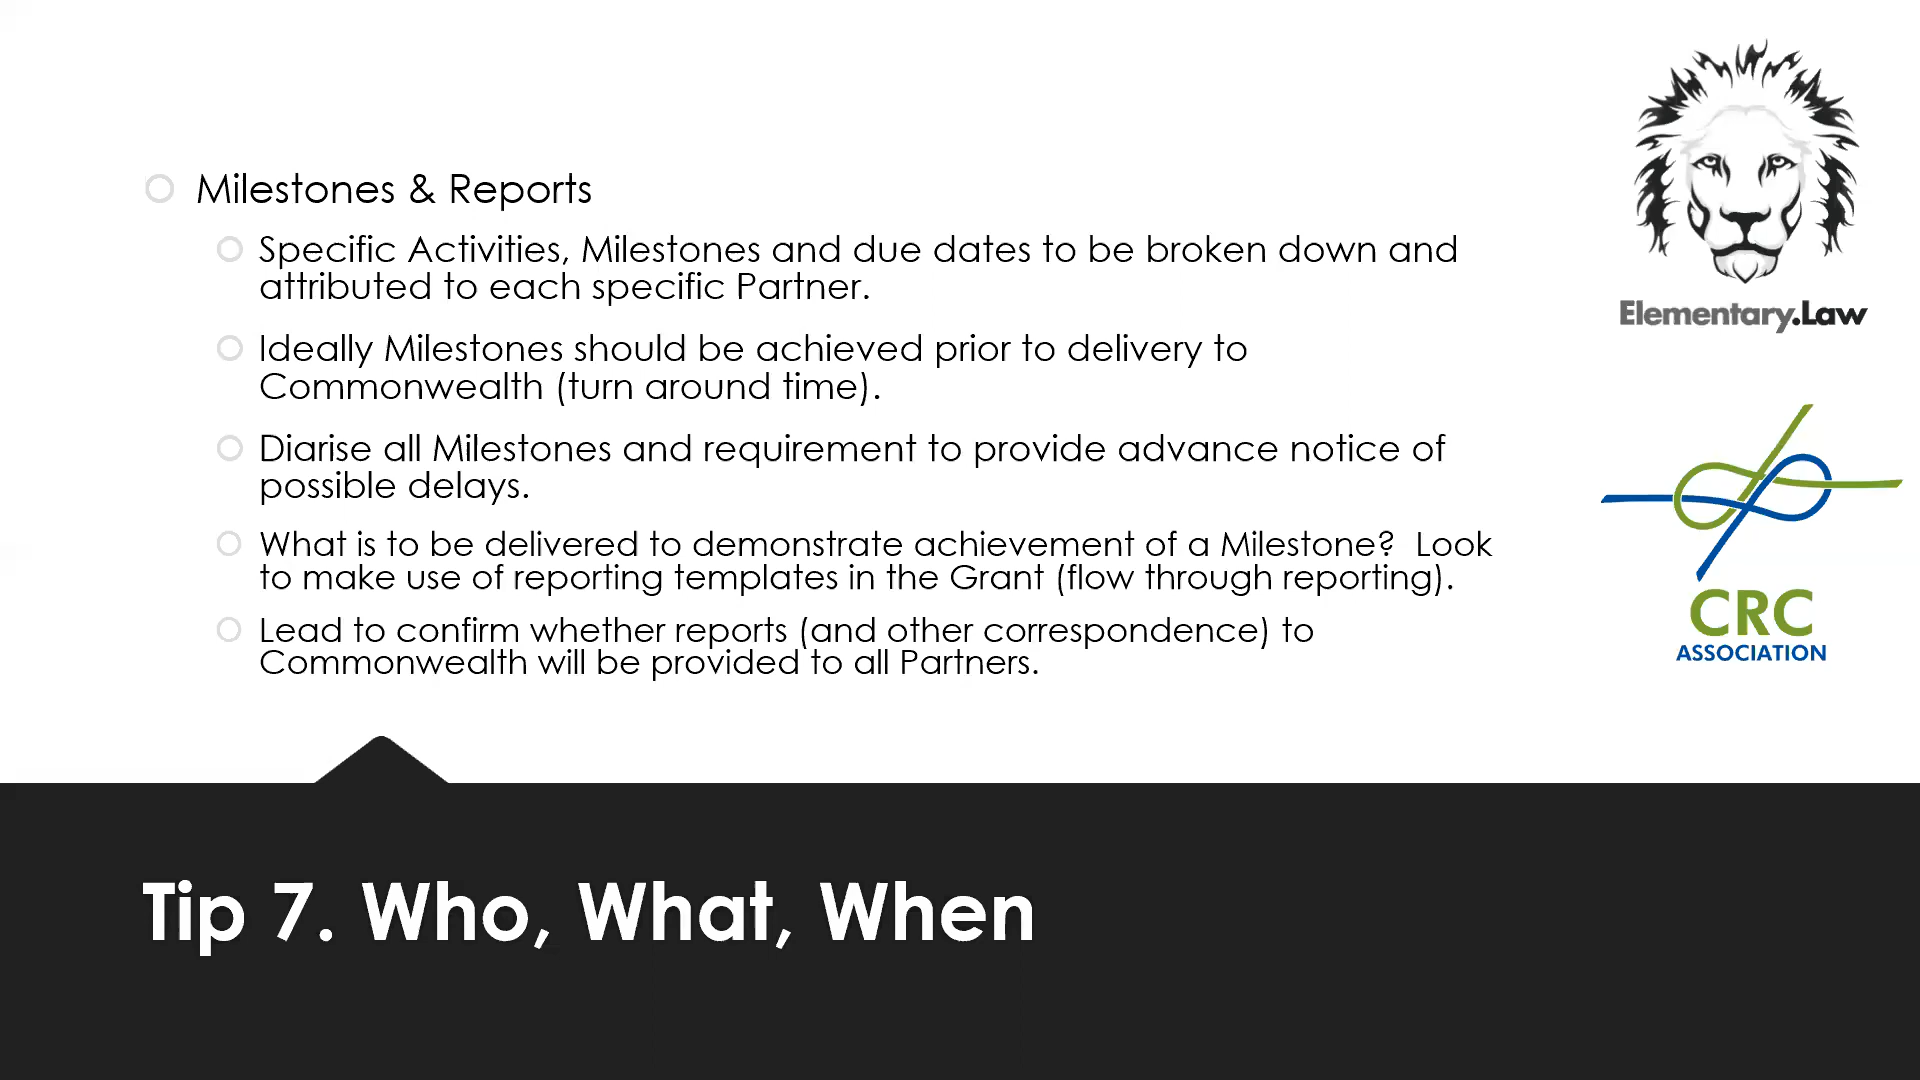 Milestones & Reports
Specific Activities, Milestones and due dates to be broken down and
attributed to each specific Partner.
Ideally Milestones should be achieved prior to delivery to
Commonwealth (turn around time).
Diarise all Milestones and requirement to provide advance notice of
possible delays.
What is to be delivered to demonstrate achievement of a Milestone?  Look
to make use of reporting templates in the Grant (flow through reporting).
Lead to confirm whether reports (and other correspondence) to
Commonwealth will be provided to all Partners.
Elementary.Law
CRC
ASSOCIATION
Tip 7. Who, What, When